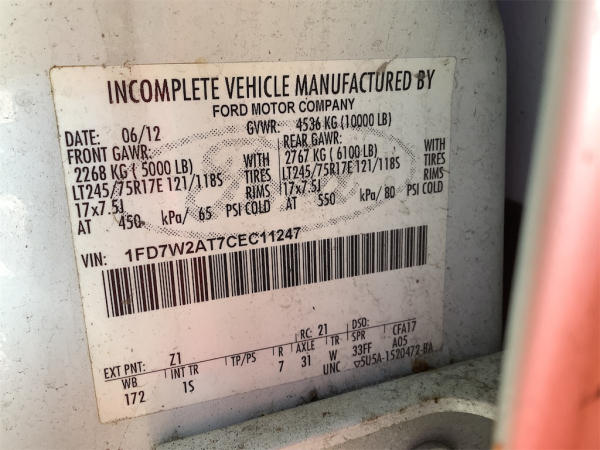 INCOMPLETE VEHICLE MANUFACTURED BY
FORD MOTOR COMPANY
DATE: 06/12 GVWR: 4536 KG (10000 LB)
FRONT GAWR: REAR GAWR:
2268 KG ( 5000 LB) WITH 2767 KG ( 6100 LB) WITH
LT245/75R17E 121/118S TIRES LT245/75R17E 121/118S TIRES
17x7.5J RIMS 17x7.5J RIMS
AT 450 kPa/ 65 PSI COLD AT 550 kPa/ 80 PSI COLD
VIN: 1FD7W2AT7CEC11247
EXT PNT: Z1 RC: 21 DSO:
WB INT TR TP/PS R AXLE TR SPR CFA17
172 1S 7 31 W 33FF A05
UNC ▽5U5A-1520472-BA